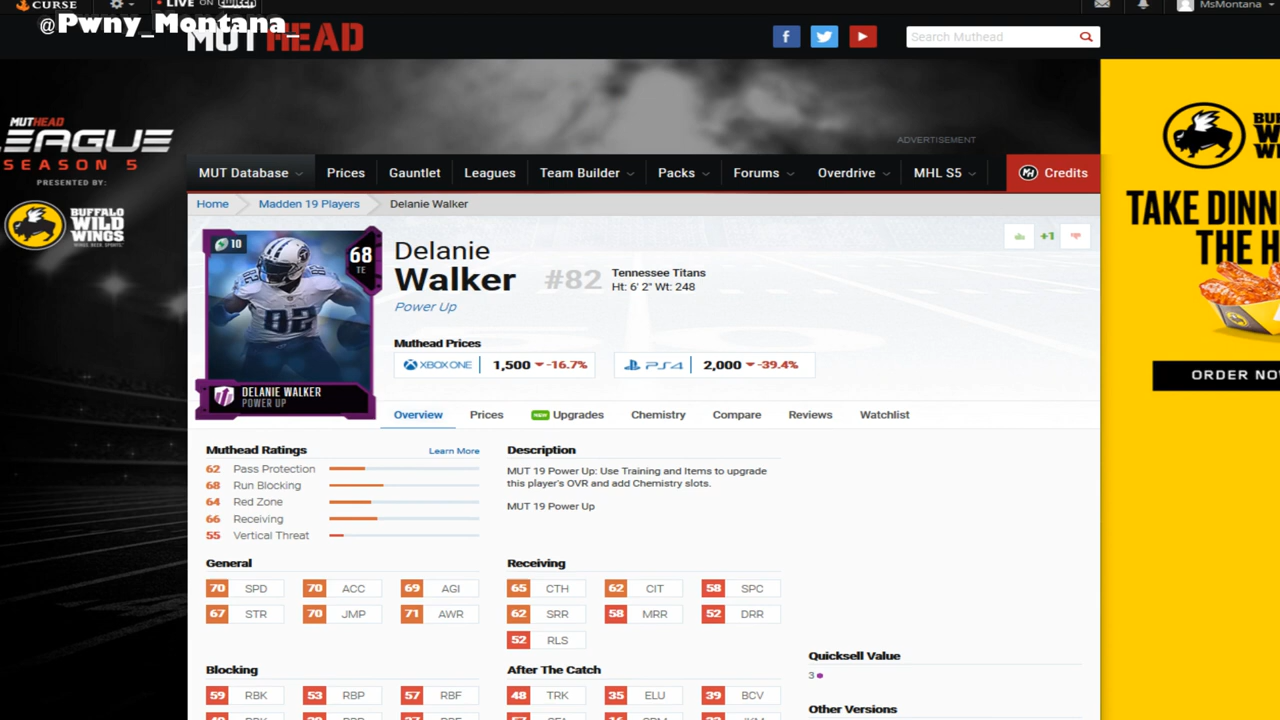 CURSE
LIVE ON twitch
MsMontana
@Pwny_Montana_
MUTHEAD
Search Muthead
MUTHEAD
LEAGUE
SEASON 5
PRESENTED BY:
BUFFALO
WILD
WINGS
ADVERTISEMENT
MUT Database
Prices
Gauntlet
Leagues
Team Builder
Packs
Forums
Overdrive
MHL S5
Credits
Home
Madden 19 Players
Delanie Walker
10
68
TE
DELANIE WALKER
POWER UP
Delanie
Walker
#82
Tennessee Titans
Ht: 6' 2" Wt: 248
Power Up
+1
Muthead Prices
XBOX ONE 1,500 -16.7%
PS4 2,000 -39.4%
Overview
Prices
NEW Upgrades
Chemistry
Compare
Reviews
Watchlist
Muthead Ratings
Learn More
62 Pass Protection
68 Run Blocking
64 Red Zone
66 Receiving
55 Vertical Threat
Description
MUT 19 Power Up: Use Training and Items to upgrade
this player's OVR and add Chemistry slots.
MUT 19 Power Up
General
70 SPD 70 ACC 69 AGI
67 STR 70 JMP 71 AWR
Receiving
65 CTH 62 CIT 58 SPC
62 SRR 58 MRR 52 DRR
52 RLS
Blocking
59 RBK 53 RBP 57 RBF
After The Catch
48 TRK 35 ELU 39 BCV
Quicksell Value
3
Other Versions
TAKE DINN
THE H
ORDER NO